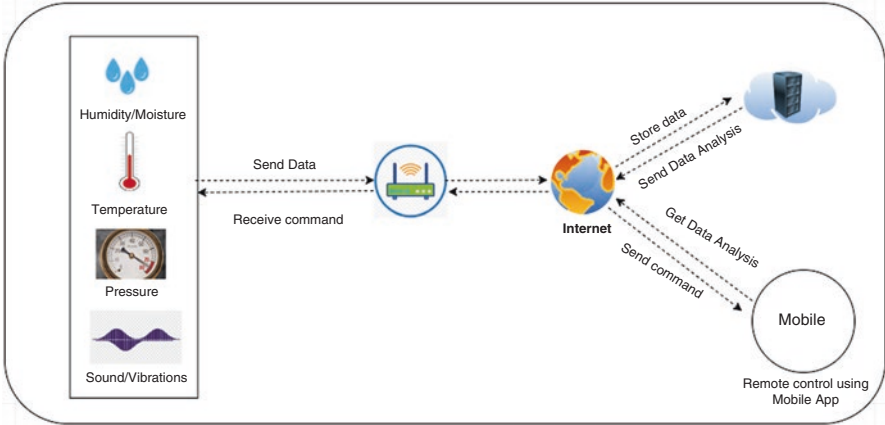 Humidity/Moisture
Temperature
Pressure
Sound/Vibrations
Send Data
Receive command
Internet
Store data
Send Data Analysis
Get Data Analysis
Send command
Mobile
Remote control using
Mobile App